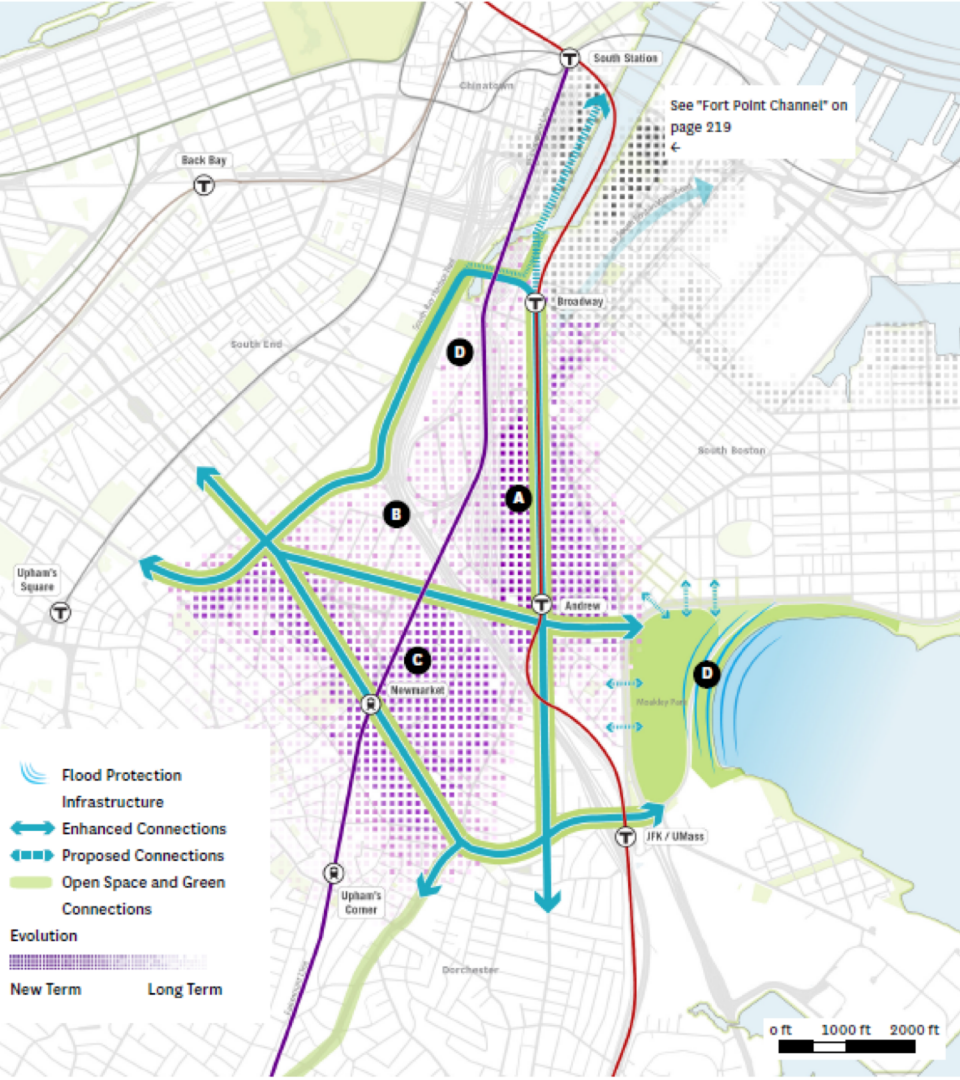 South Station
Chinatown
See "Fort Point Channel" on
page 219
←
Back Bay
T
Broadway
South End
D
South Boston
A
B
Upham's
Square
Andrew
C
D
Newmarket
Moakley Park
Flood Protection
Infrastructure
Enhanced Connections
Proposed Connections
Open Space and Green
Connections
Evolution
New Term Long Term
JFK / UMass
Upham's
Corner
Dorchester
0 ft 1000 ft 2000 ft